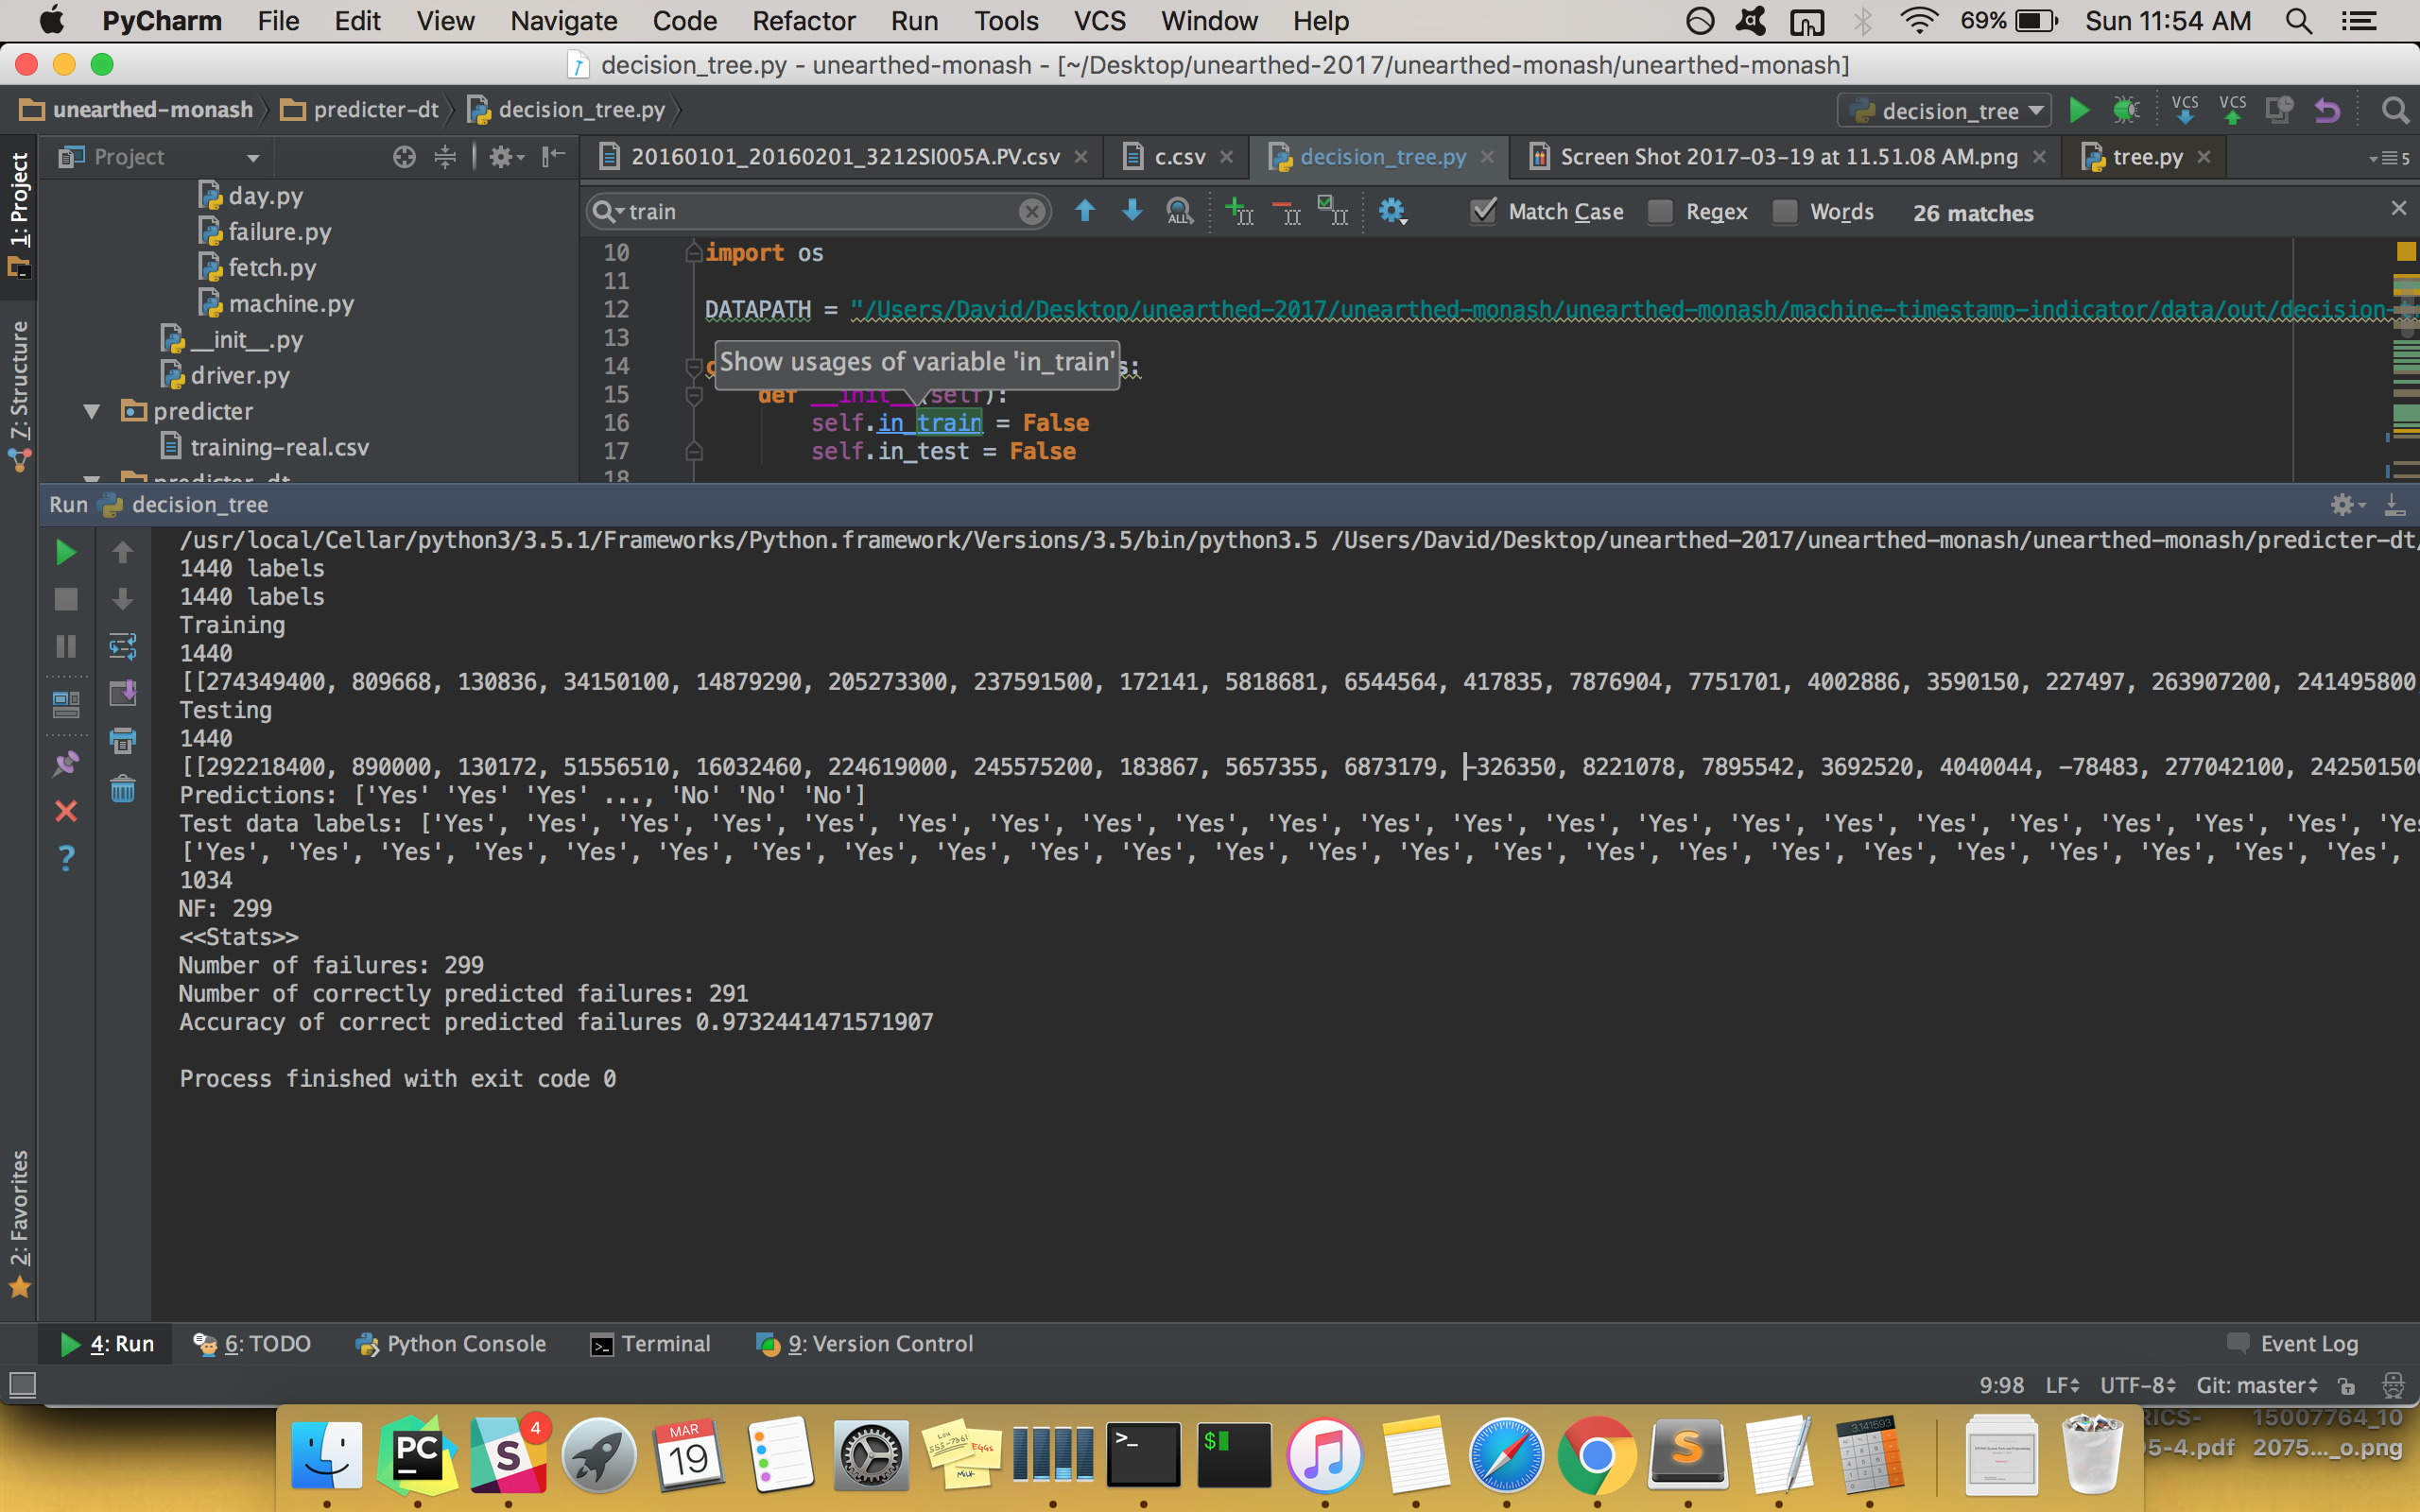 PyCharm File Edit View Navigate Code Refactor Run Tools VCS Window Help 69% Sun 11:54 AM
decision_tree.py - unearthed-monash - [~/Desktop/unearthed-2017/unearthed-monash/unearthed-monash]
unearthed-monash predicter-dt decision_tree.py decision_tree VCS VCS
1: Project
Project
20160101_20160201_3212SI005A.PV.csv c.csv decision_tree.py Screen Shot 2017-03-19 at 11.51.08 AM.png tree.py 5
day.py
failure.py
fetch.py
machine.py
__init__.py
driver.py
predicter
training-real.csv
7: Structure
train ALL Match Case Regex Words 26 matches
10 import os
11
12 DATAPATH = "/Users/David/Desktop/unearthed-2017/unearthed-monash/unearthed-monash/machine-timestamp-indicator/data/out/decision-
13
14 s:
Show usages of variable 'in_train'
15 def __init__(self):
16 self.in_train = False
17 self.in_test = False
18
Run decision_tree
/usr/local/Cellar/python3/3.5.1/Frameworks/Python.framework/Versions/3.5/bin/python3.5 /Users/David/Desktop/unearthed-2017/unearthed-monash/unearthed-monash/predicter-dt/
1440 labels
1440 labels
Training
1440
[[274349400, 809668, 130836, 34150100, 14879290, 205273300, 237591500, 172141, 5818681, 6544564, 417835, 7876904, 7751701, 4002886, 3590150, 227497, 263907200, 241495800,
Testing
1440
[[292218400, 890000, 130172, 51556510, 16032460, 224619000, 245575200, 183867, 5657355, 6873179, -326350, 8221078, 7895542, 3692520, 4040044, -78483, 277042100, 242501500
Predictions: ['Yes' 'Yes' 'Yes' ..., 'No' 'No' 'No']
Test data labels: ['Yes', 'Yes', 'Yes', 'Yes', 'Yes', 'Yes', 'Yes', 'Yes', 'Yes', 'Yes', 'Yes', 'Yes', 'Yes', 'Yes', 'Yes', 'Yes', 'Yes', 'Yes', 'Yes', 'Yes', 'Yes', 'Yes
['Yes', 'Yes', 'Yes', 'Yes', 'Yes', 'Yes', 'Yes', 'Yes', 'Yes', 'Yes', 'Yes', 'Yes', 'Yes', 'Yes', 'Yes', 'Yes', 'Yes', 'Yes', 'Yes', 'Yes', 'Yes', 'Yes', 'Yes', 'Yes',
1034
NF: 299
<<Stats>>
Number of failures: 299
Number of correctly predicted failures: 291
Accuracy of correct predicted failures 0.9732441471571907
Process finished with exit code 0
2: Favorites
4: Run 6: TODO Python Console Terminal 9: Version Control Event Log
9:98 LF UTF-8 Git: master
RICS- 15007764_10
95-4.pdf 2075..._o.png
PC S 4 MAR 19 EGGS MILK >_ $ S 3.141593